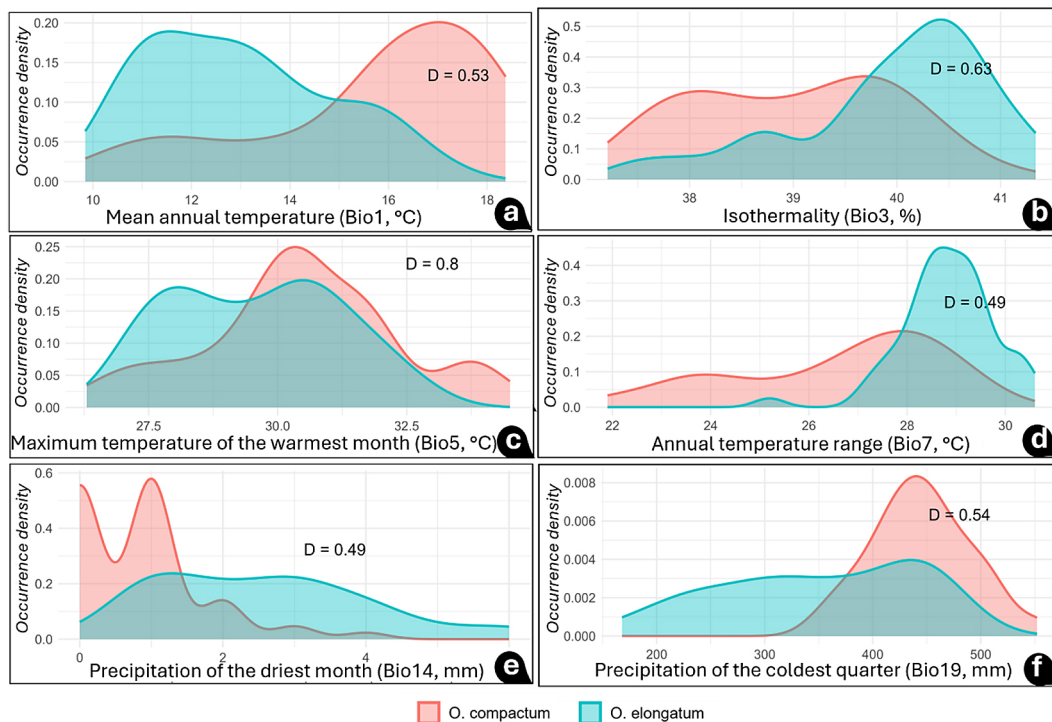 Occurrence density
0.20
0.15
0.10
0.05
0.00
D = 0.53
10 12 14 16 18
Mean annual temperature (Bio1, ºC)
a
Occurrence density
0.5
0.4
0.3
0.2
0.1
0.0
D = 0.63
38 39 40 41
Isothermality (Bio3, %)
b
Occurrence density
0.25
0.20
0.15
0.10
0.05
0.00
D = 0.8
27.5 30.0 32.5
Maximum temperature of the warmest month (Bio5, ºC)
c
Occurrence density
0.4
0.3
0.2
0.1
0.0
D = 0.49
22 24 26 28 30
Annual temperature range (Bio7, ºC)
d
Occurrence density
0.6
0.4
0.2
0.0
D = 0.49
0 2 4
Precipitation of the driest month (Bio14, mm)
e
Occurrence density
0.008
0.006
0.004
0.002
0.000
D = 0.54
200 300 400 500
Precipitation of the coldest quarter (Bio19, mm)
f
O. compactum O. elongatum